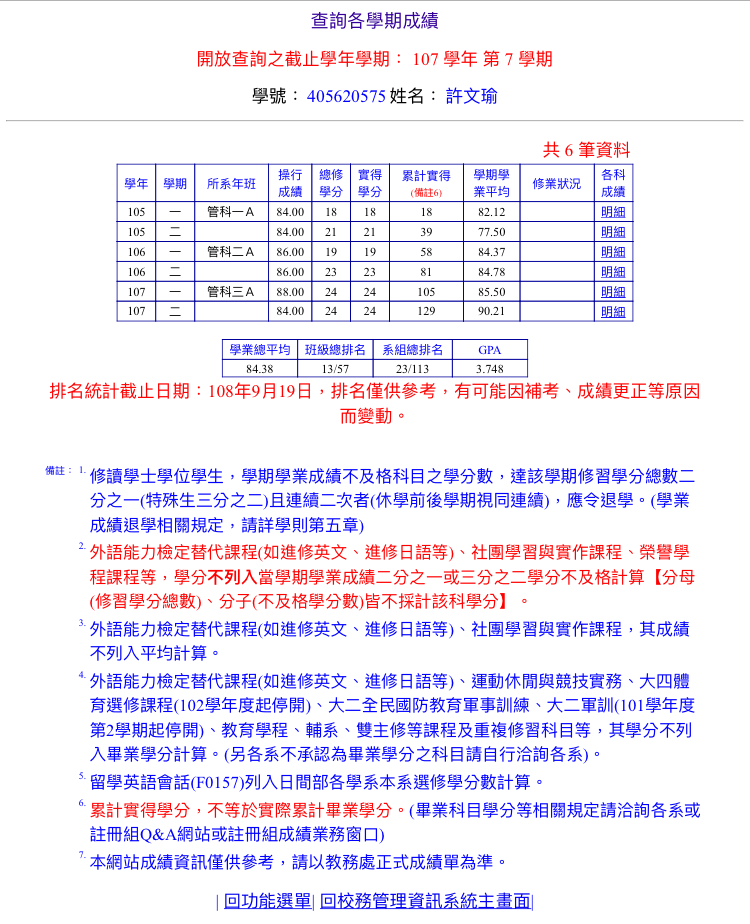 查詢各學期成績
開放查詢之截止學年學期： 107 學年 第 7 學期
學號： 405620575 姓名： 許文瑜
共 6 筆資料
學年 學期 所系年班 操行成績 總修學分 實得學分 累計實得(備註6) 學期學業平均 修業狀況 各科成績
105 一 管科一Ａ 84.00 18 18 18 82.12 明細
105 二 84.00 21 21 39 77.50 明細
106 一 管科二Ａ 86.00 19 19 58 84.37 明細
106 二 86.00 23 23 81 84.78 明細
107 一 管科三Ａ 88.00 24 24 105 85.50 明細
107 二 84.00 24 24 129 90.21 明細
學業總平均 班級總排名 系組總排名 GPA
84.38 13/57 23/113 3.748
排名統計截止日期：108年9月19日，排名僅供參考，有可能因補考、成績更正等原因
而變動。
備註： 1. 修讀學士學位學生，學期學業成績不及格科目之學分數，達該學期修習學分總數二
分之一(特殊生三分之二)且連續二次者(休學前後學期視同連續)，應令退學。(學業
成績退學相關規定，請詳學則第五章)
2. 外語能力檢定替代課程(如進修英文、進修日語等)、社團學習與實作課程、榮譽學
程課程等，學分不列入當學期學業成績二分之一或三分之二學分不及格計算【分母
(修習學分總數)、分子(不及格學分數)皆不採計該科學分】。
3. 外語能力檢定替代課程(如進修英文、進修日語等)、社團學習與實作課程，其成績
不列入平均計算。
4. 外語能力檢定替代課程(如進修英文、進修日語等)、運動休閒與競技實務、大四體
育選修課程(102學年度起停開)、大二全民國防教育軍事訓練、大二軍訓(101學年度
第2學期起停開)、教育學程、輔系、雙主修等課程及重複修習科目等，其學分不列
入畢業學分計算。(另各系不承認為畢業學分之科目請自行洽詢各系)。
5. 留學英語會話(F0157)列入日間部各學系本系選修學分數計算。
6. 累計實得學分，不等於實際累計畢業學分。(畢業科目學分等相關規定請洽詢各系或
註冊組Q&A網站或註冊組成績業務窗口)
7. 本網站成績資訊僅供參考，請以教務處正式成績單為準。
| 回功能選單| 回校務管理資訊系統主畫面|